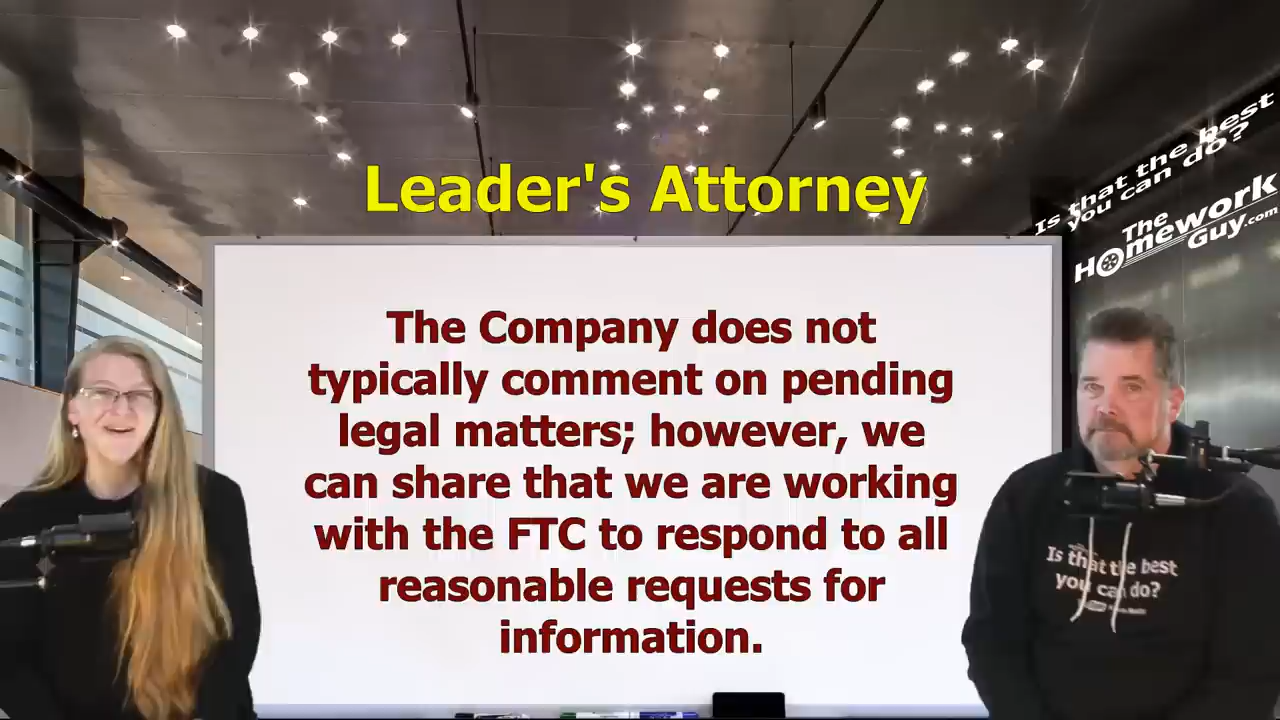 Leader's Attorney
Is that the best
you can do?
The
Homework
Guy.com
The Company does not
typically comment on pending
legal matters; however, we
can share that we are working
with the FTC to respond to all
reasonable requests for
information.
Is that the best
you can do?